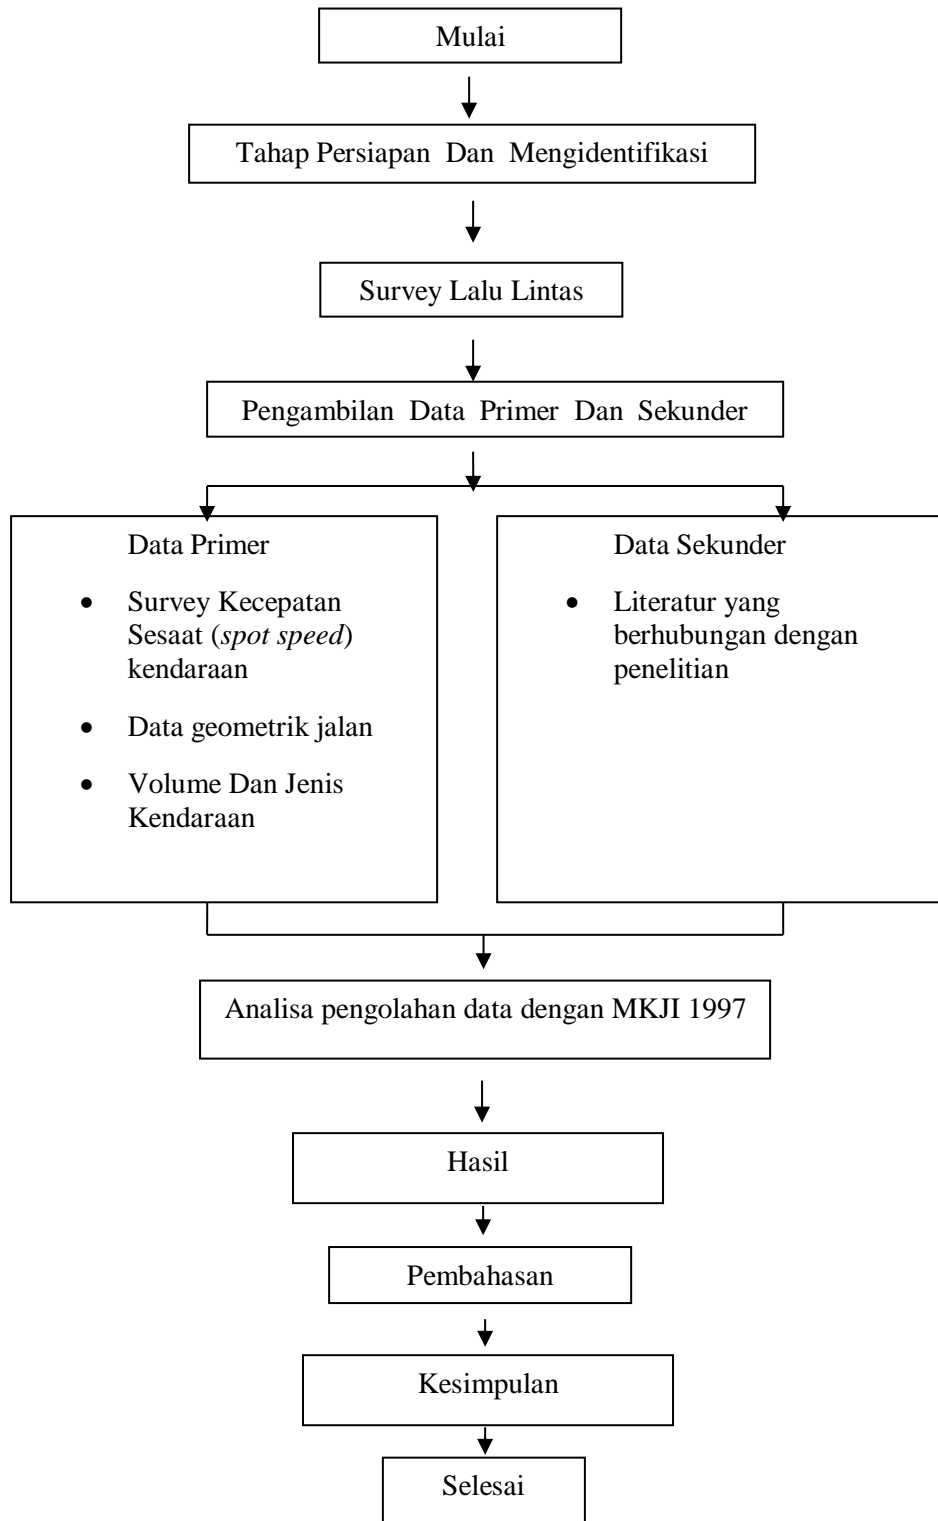 Mulai
Tahap Persiapan Dan Mengidentifikasi
Survey Lalu Lintas
Pengambilan Data Primer Dan Sekunder
Data Primer
• Survey Kecepatan
Sesaat (spot speed)
kendaraan
• Data geometrik jalan
• Volume Dan Jenis
Kendaraan
Data Sekunder
• Literatur yang
berhubungan dengan
penelitian
Analisa pengolahan data dengan MKJI 1997
Hasil
Pembahasan
Kesimpulan
Selesai